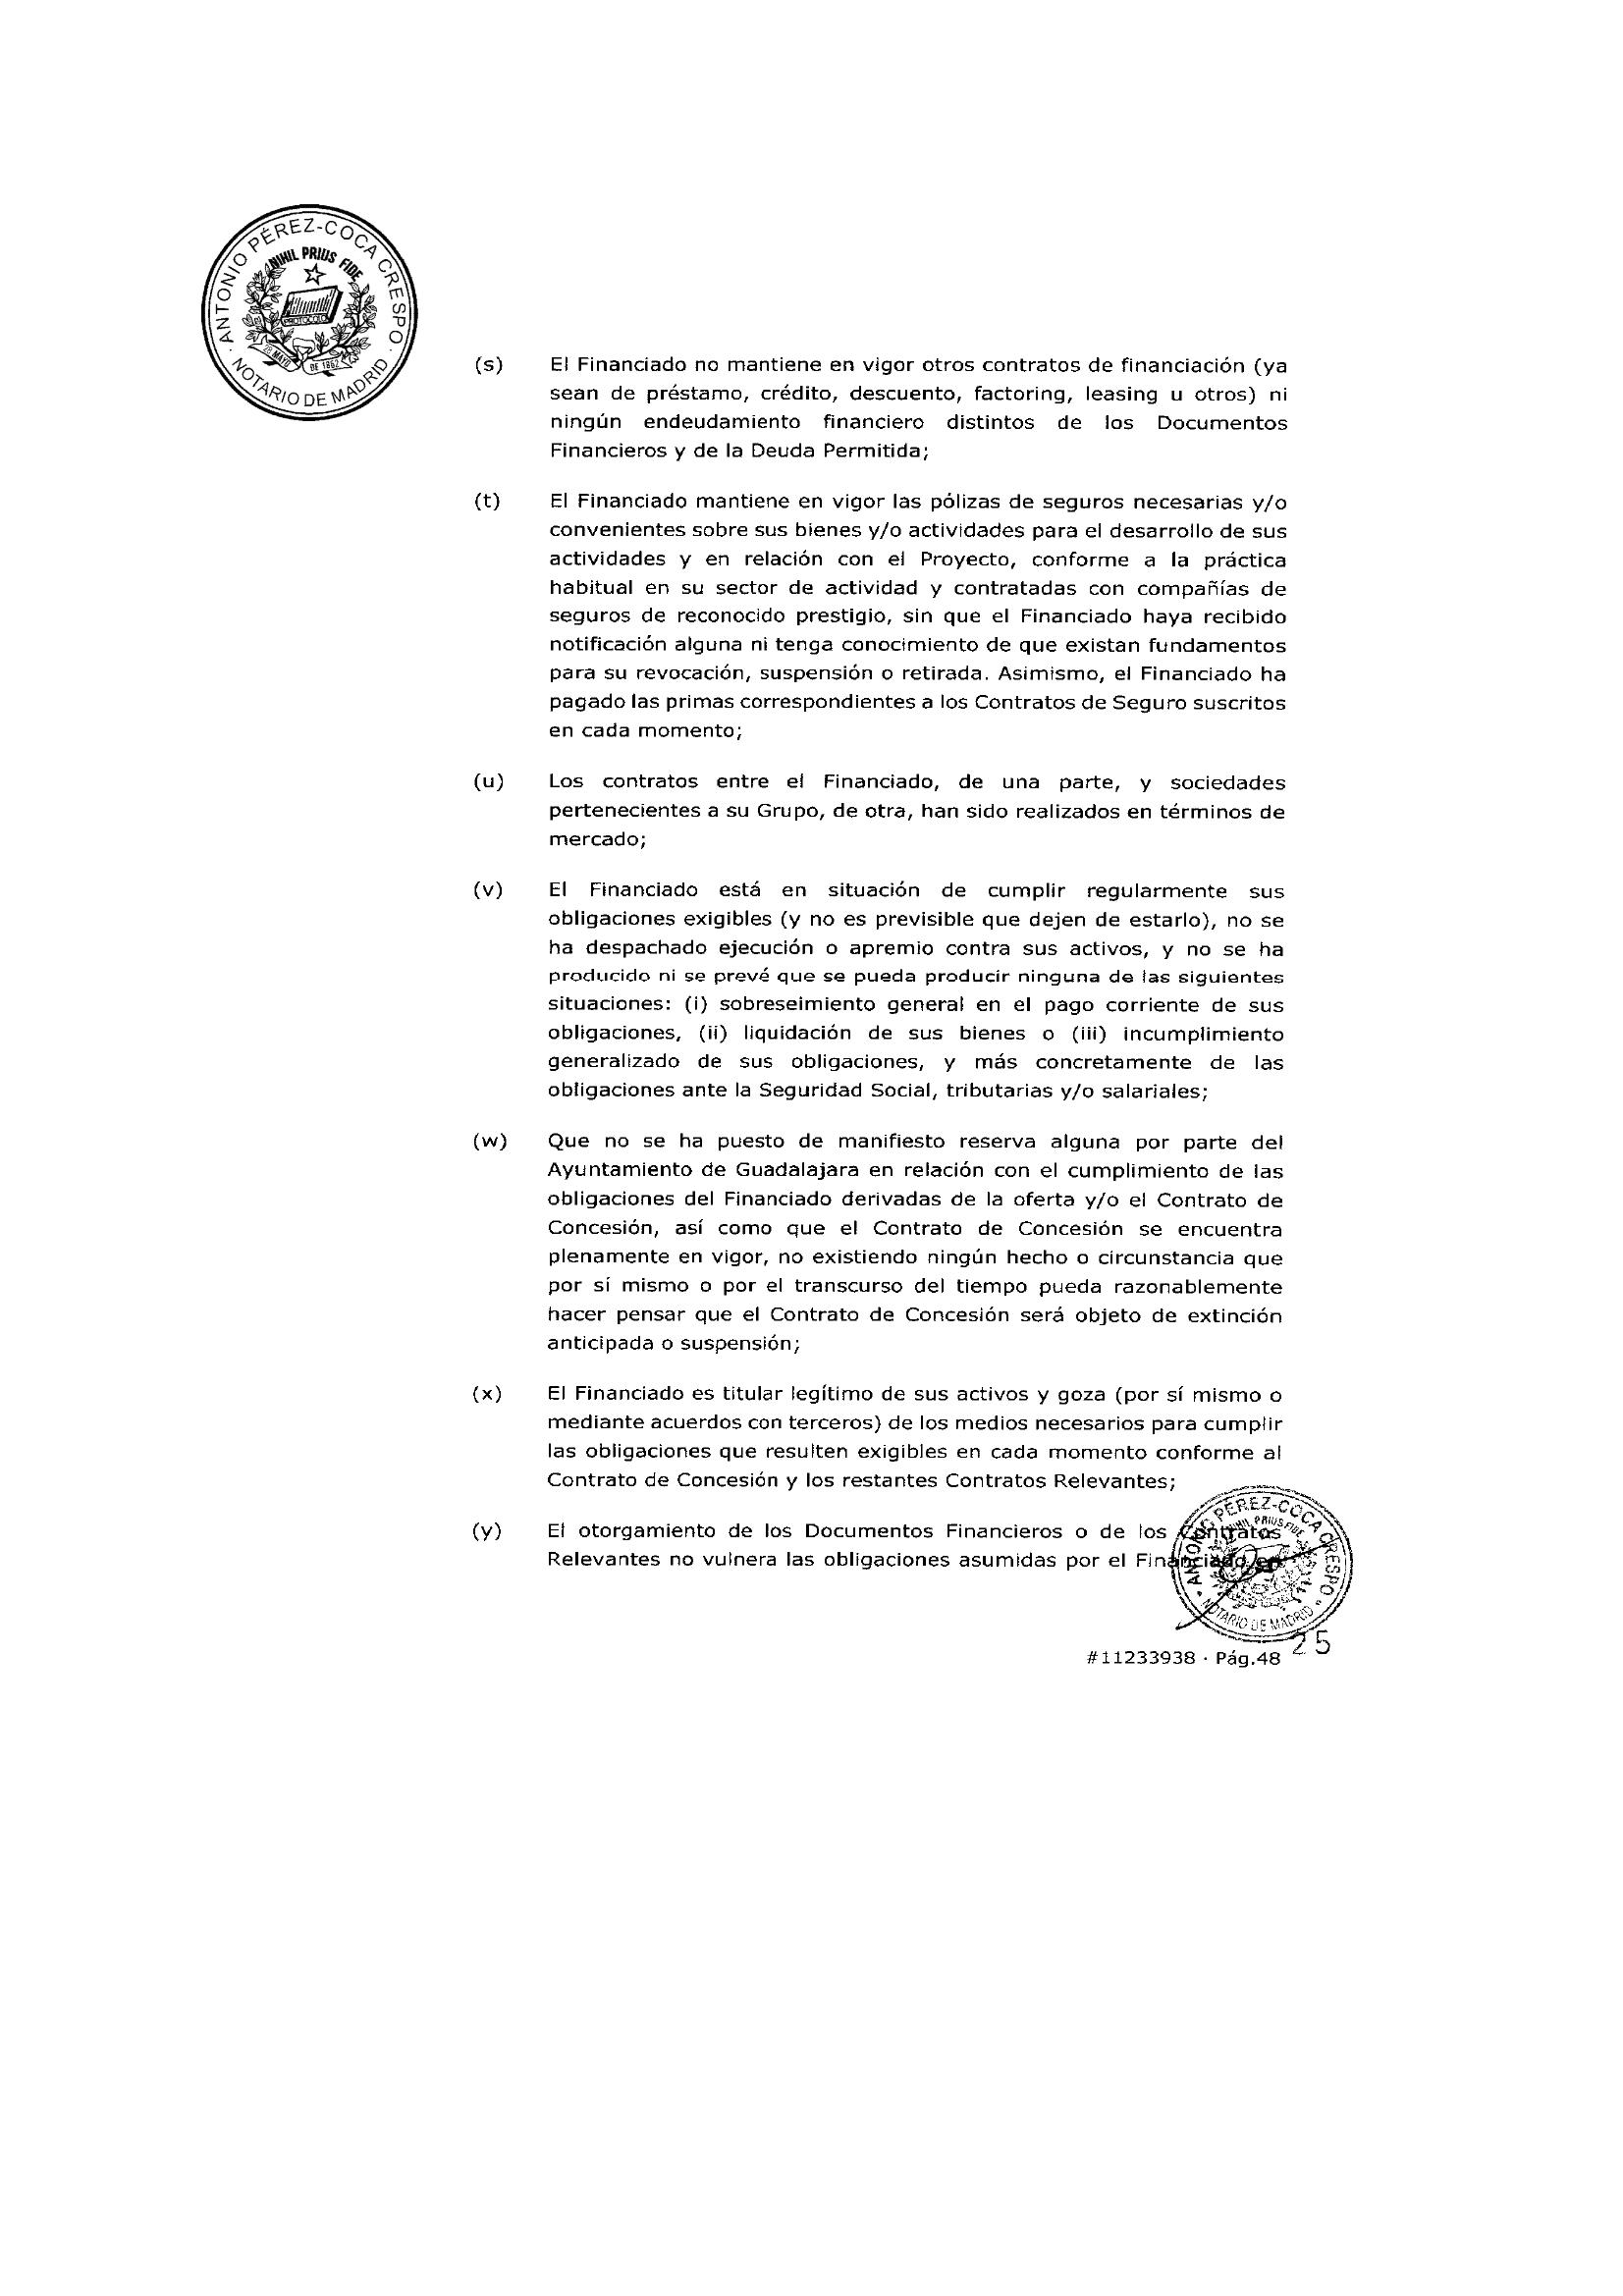 ANTONIO PÉREZ-COCA CRESPO
NIHIL PRIUS FIDE
PROTOCOLO
28 MAYO DE 1862
NOTARIO DE MADRID
(s) El Financiado no mantiene en vigor otros contratos de financiación (ya
sean de préstamo, crédito, descuento, factoring, leasing u otros) ni
ningún endeudamiento financiero distintos de los Documentos
Financieros y de la Deuda Permitida;
(t) El Financiado mantiene en vigor las pólizas de seguros necesarias y/o
convenientes sobre sus bienes y/o actividades para el desarrollo de sus
actividades y en relación con el Proyecto, conforme a la práctica
habitual en su sector de actividad y contratadas con compañías de
seguros de reconocido prestigio, sin que el Financiado haya recibido
notificación alguna ni tenga conocimiento de que existan fundamentos
para su revocación, suspensión o retirada. Asimismo, el Financiado ha
pagado las primas correspondientes a los Contratos de Seguro suscritos
en cada momento;
(u) Los contratos entre el Financiado, de una parte, y sociedades
pertenecientes a su Grupo, de otra, han sido realizados en términos de
mercado;
(v) El Financiado está en situación de cumplir regularmente sus
obligaciones exigibles (y no es previsible que dejen de estarlo), no se
ha despachado ejecución o apremio contra sus activos, y no se ha
producido ni se prevé que se pueda producir ninguna de las siguientes
situaciones: (i) sobreseimiento general en el pago corriente de sus
obligaciones, (ii) liquidación de sus bienes o (iii) incumplimiento
generalizado de sus obligaciones, y más concretamente de las
obligaciones ante la Seguridad Social, tributarias y/o salariales;
(w) Que no se ha puesto de manifiesto reserva alguna por parte del
Ayuntamiento de Guadalajara en relación con el cumplimiento de las
obligaciones del Financiado derivadas de la oferta y/o el Contrato de
Concesión, así como que el Contrato de Concesión se encuentra
plenamente en vigor, no existiendo ningún hecho o circunstancia que
por sí mismo o por el transcurso del tiempo pueda razonablemente
hacer pensar que el Contrato de Concesión será objeto de extinción
anticipada o suspensión;
(x) El Financiado es titular legítimo de sus activos y goza (por sí mismo o
mediante acuerdos con terceros) de los medios necesarios para cumplir
las obligaciones que resulten exigibles en cada momento conforme al
Contrato de Concesión y los restantes Contratos Relevantes;
(y) El otorgamiento de los Documentos Financieros o de los Contratos
Relevantes no vulnera las obligaciones asumidas por el Financiado en
ANTONIO PÉREZ-COCA CRESPO
NIHIL PRIUS FIDE
NOTARIO DE MADRID
#11233938 · Pág.48 25